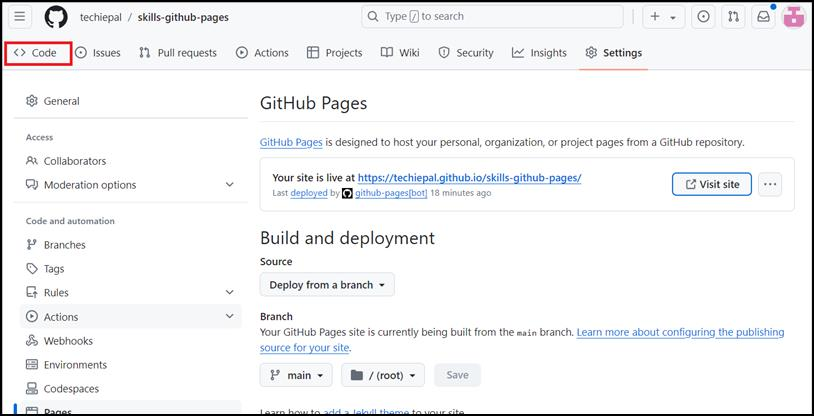 techiepal / skills-github-pages
Type / to search
Code
Issues
Pull requests
Actions
Projects
Wiki
Security
Insights
Settings
General
Access
Collaborators
Moderation options
Code and automation
Branches
Tags
Rules
Actions
Webhooks
Environments
Codespaces
Pages
GitHub Pages
GitHub Pages is designed to host your personal, organization, or project pages from a GitHub repository.
Your site is live at https://techiepal.github.io/skills-github-pages/
Last deployed by github-pages[bot] 18 minutes ago
Visit site
Build and deployment
Source
Deploy from a branch
Branch
Your GitHub Pages site is currently being built from the main branch. Learn more about configuring the publishing
source for your site.
main
/ (root)
Save
Learn how to add a Jekyll theme to your site.